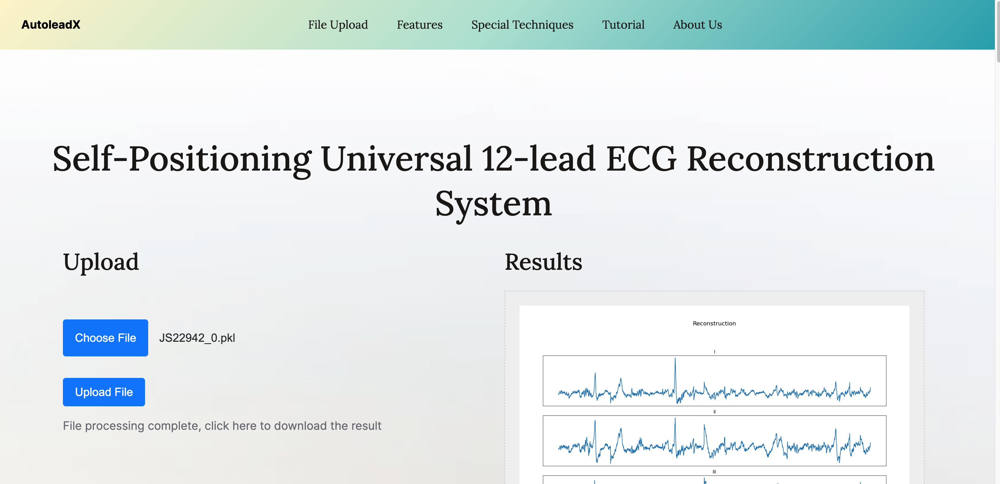 AutoleadX
File Upload
Features
Special Techniques
Tutorial
About Us
Self-Positioning Universal 12-lead ECG Reconstruction
System
Upload
Choose File
JS22942_0.pkl
Upload File
File processing complete, click here to download the result
Results
Reconstruction
I
II
III